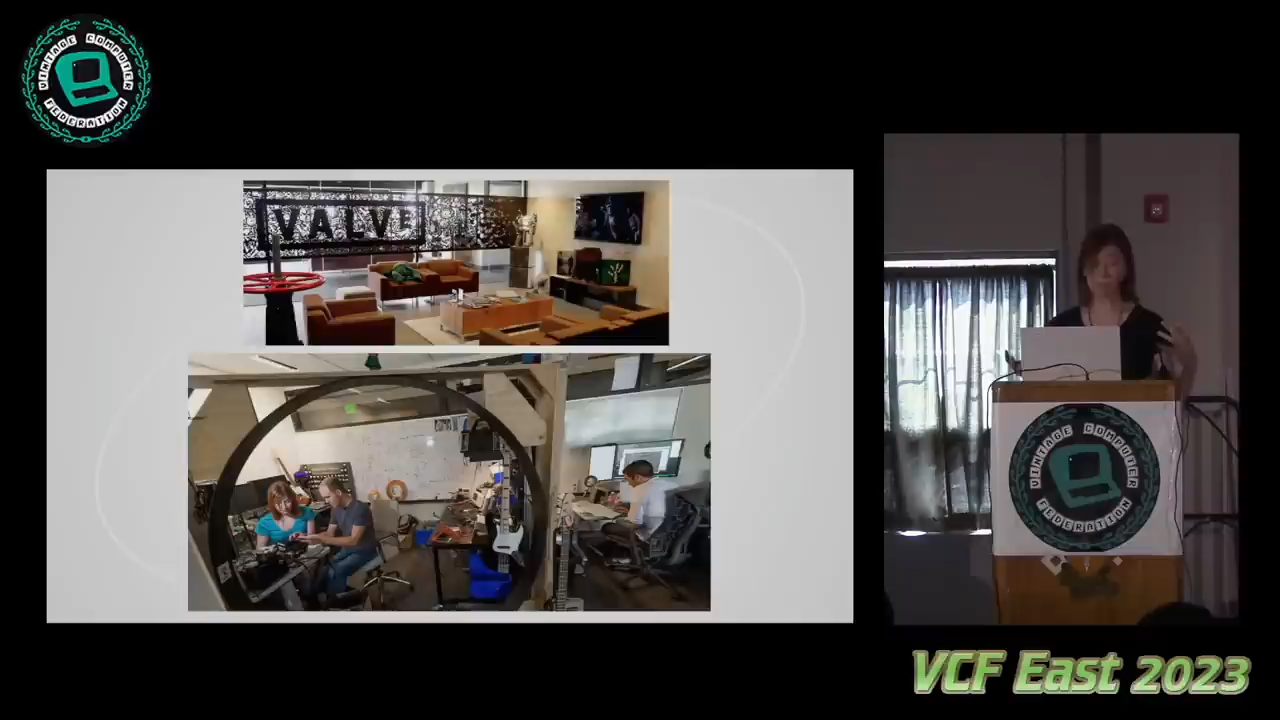 VINTAGE COMPUTER
FEDERATION
VALVE
VINTAGE COMPUTER
FEDERATION
VCF East 2023